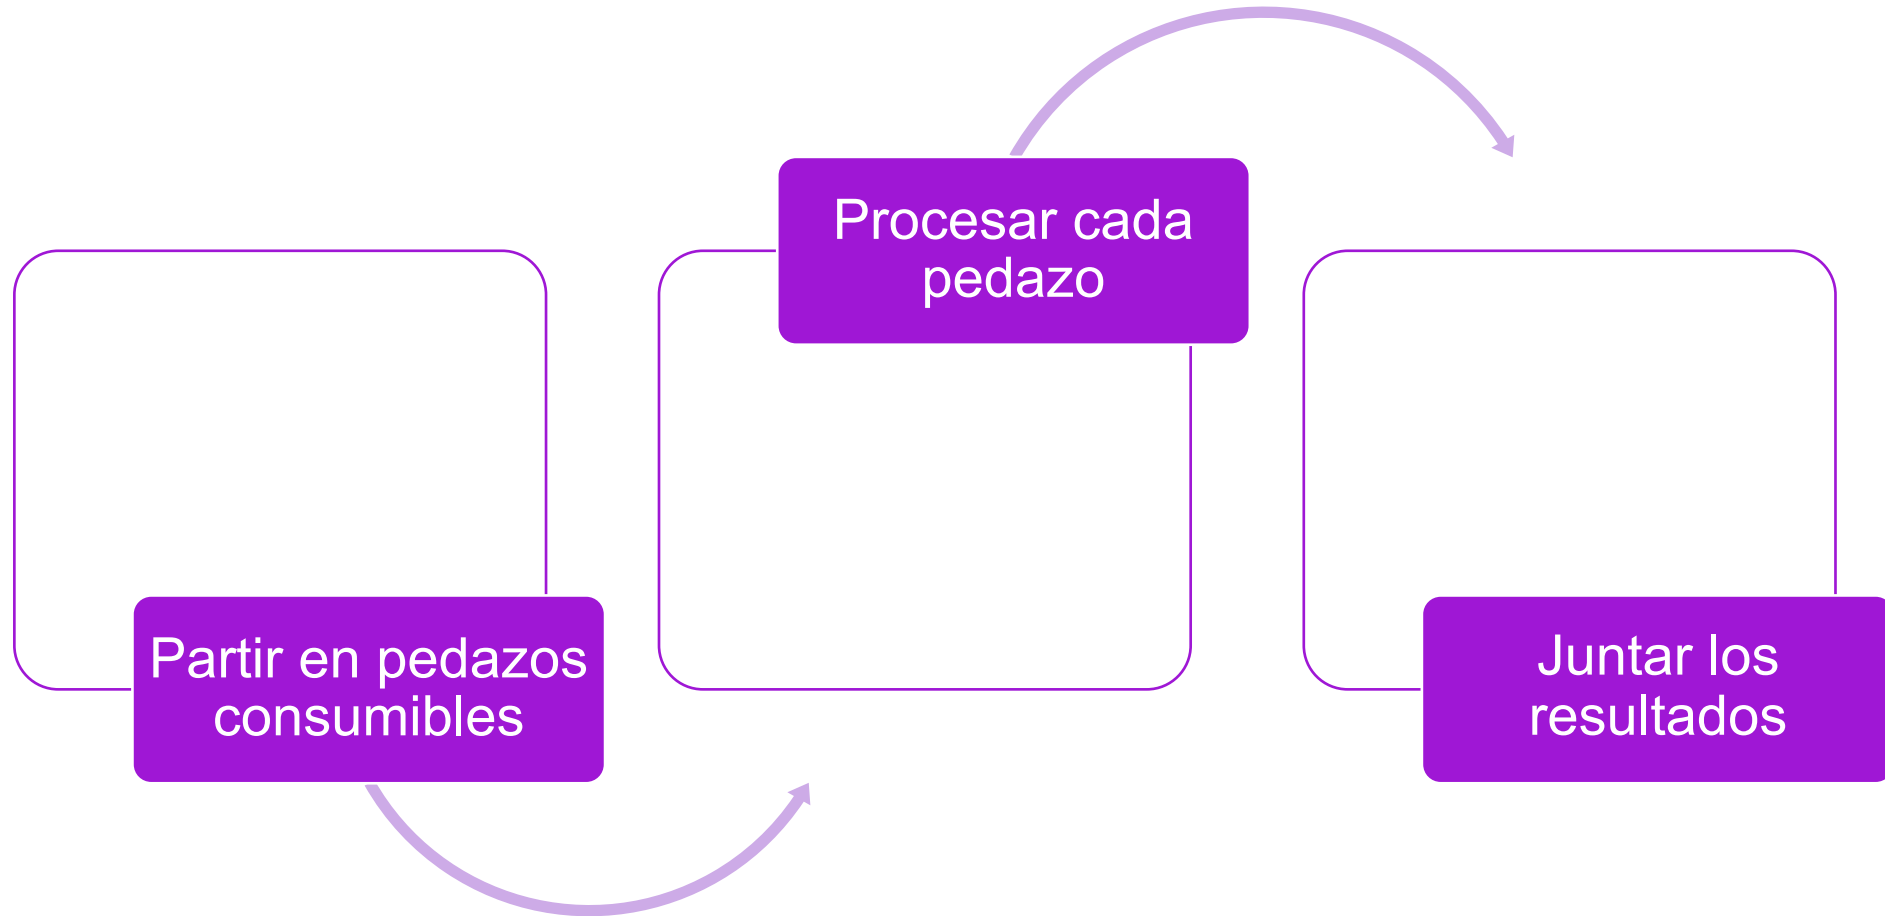 Partir en pedazos
consumibles
Procesar cada
pedazo
Juntar los
resultados